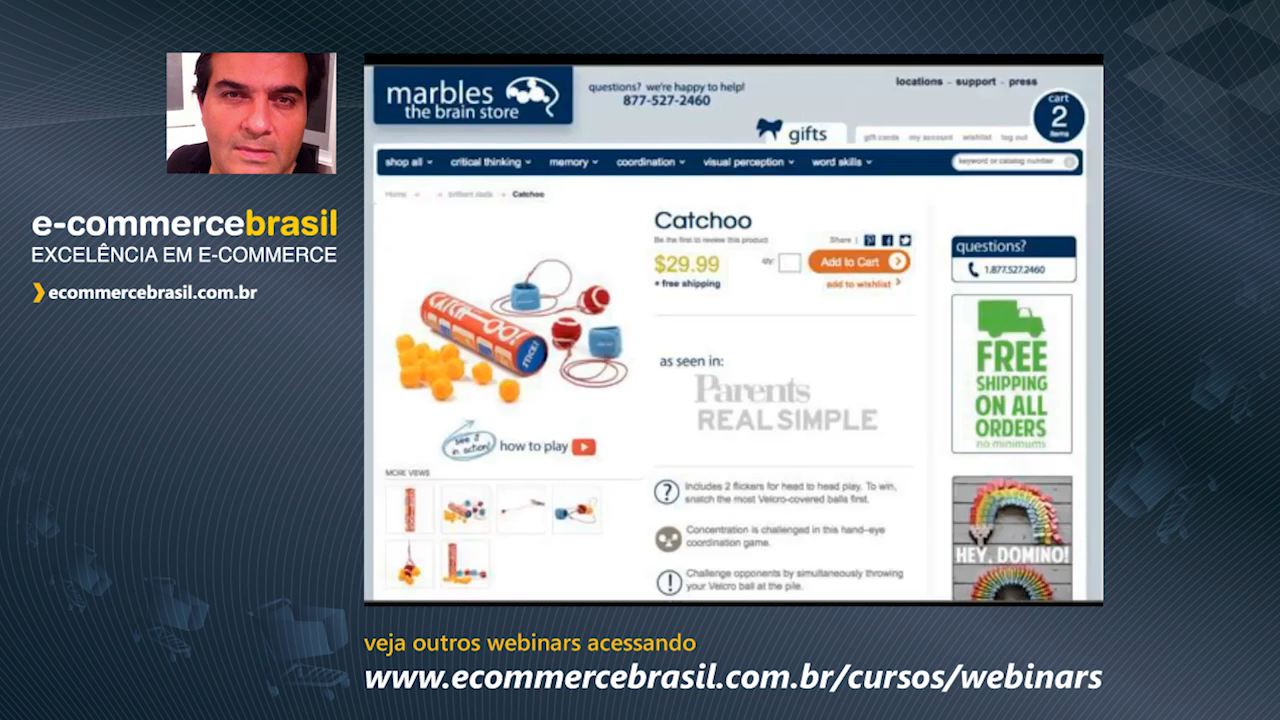 e-commercebrasil
EXCELÊNCIA EM E-COMMERCE
ecommercebrasil.com.br
marbles
the brain store
questions? we're happy to help!
877-527-2460
locations - support - press
cart
2
items
gifts
gift cards my account wishlist log out
shop all critical thinking memory coordination visual perception word skills
keyword or catalog number
Home brilliant dads Catchoo
Catchoo
Be the first to review this product
Share |
$29.99
qty:
Add to Cart
+ free shipping
add to wishlist
as seen in:
Parents
REAL SIMPLE
see it
in action!
how to play
MORE VIEWS
Includes 2 flickers for head to head play. To win,
snatch the most Velcro-covered balls first.
Concentration is challenged in this hand-eye
coordination game.
Challenge opponents by simultaneously throwing
your Velcro ball at the pile.
questions?
1.877.527.2460
FREE
SHIPPING
ON ALL
ORDERS
no minimums
HEY, DOMINO!
veja outros webinars acessando
www.ecommercebrasil.com.br/cursos/webinars